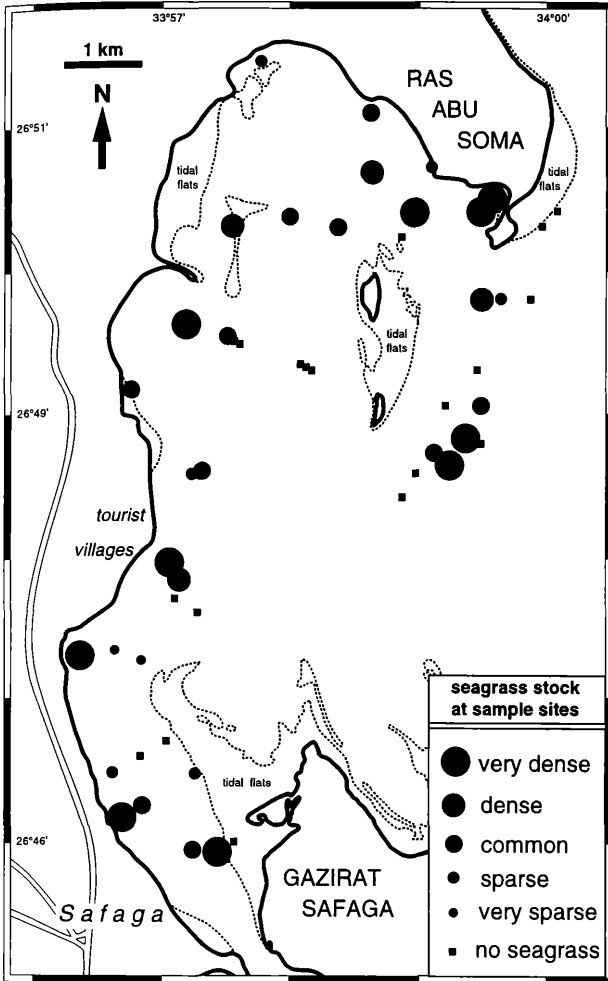 33°57'
34°00'
1 km
N
RAS
ABU
SOMA
26°51'
tidal
flats
tidal
flats
tidal
flats
26°49'
tourist
villages
seagrass stock
at sample sites
very dense
dense
common
sparse
very sparse
no seagrass
tidal flats
26°46'
GAZIRAT
SAFAGA
Safaga